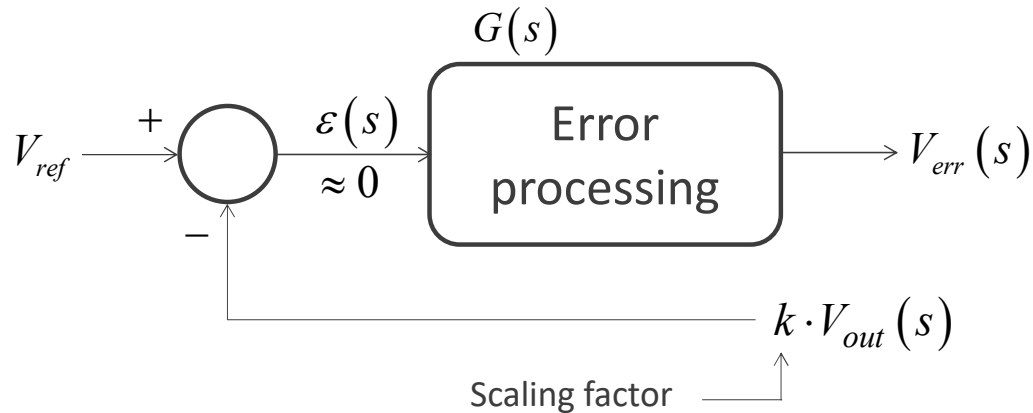 G(s)
+
ε(s)
V_ref
Error
processing
V_err(s)
≈ 0
−
k · V_out(s)
Scaling factor